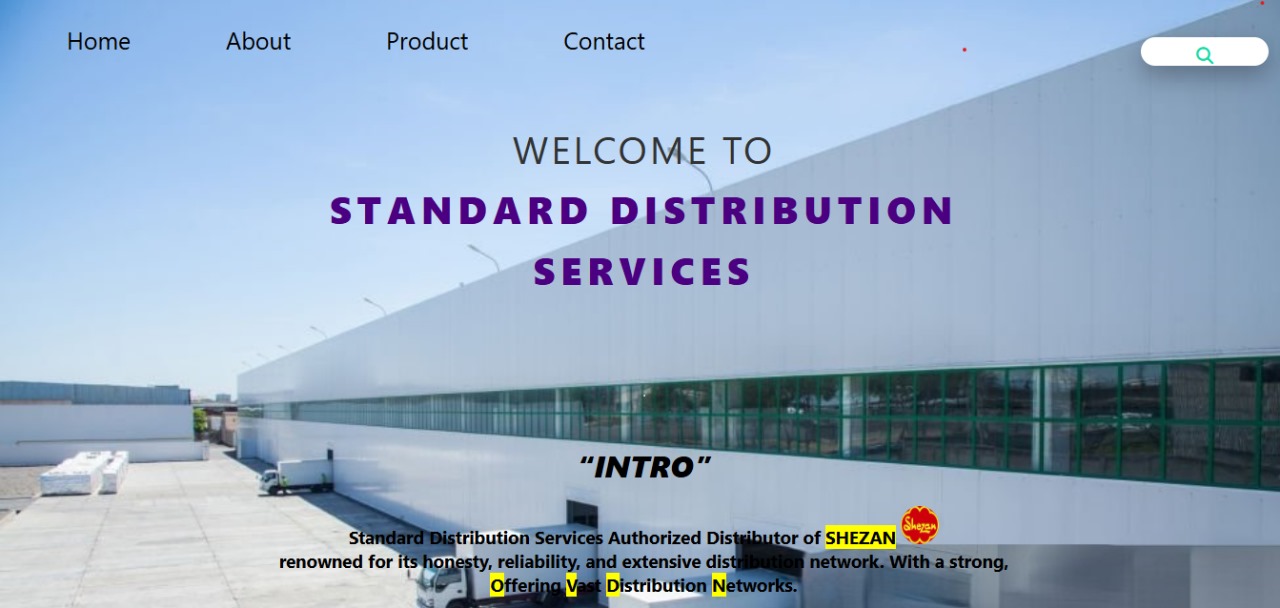 Home About Product Contact
WELCOME TO
STANDARD DISTRIBUTION
SERVICES
“INTRO”
Shezan
Standard Distribution Services Authorized Distributor of SHEZAN
renowned for its honesty, reliability, and extensive distribution network. With a strong,
Offering Vast Distribution Networks.